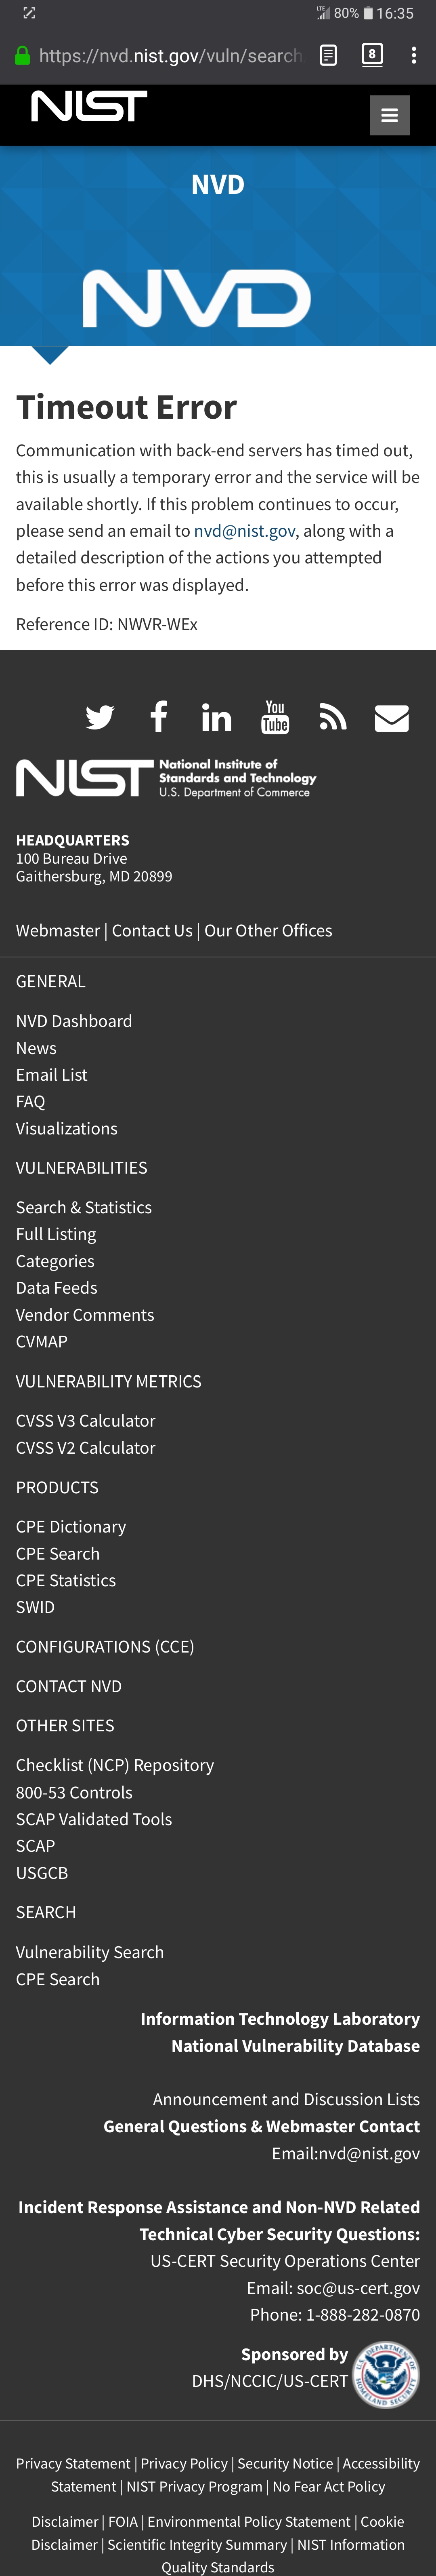 LTE 80% 16:35
https://nvd.nist.gov/vuln/search 8
NIST
NVD
NVD
Timeout Error
Communication with back-end servers has timed out,
this is usually a temporary error and the service will be
available shortly. If this problem continues to occur,
please send an email to nvd@nist.gov, along with a
detailed description of the actions you attempted
before this error was displayed.
Reference ID: NWVR-WEx
You
Tube
NIST National Institute of
Standards and Technology
U.S. Department of Commerce
HEADQUARTERS
100 Bureau Drive
Gaithersburg, MD 20899
Webmaster | Contact Us | Our Other Offices
GENERAL
NVD Dashboard
News
Email List
FAQ
Visualizations
VULNERABILITIES
Search & Statistics
Full Listing
Categories
Data Feeds
Vendor Comments
CVMAP
VULNERABILITY METRICS
CVSS V3 Calculator
CVSS V2 Calculator
PRODUCTS
CPE Dictionary
CPE Search
CPE Statistics
SWID
CONFIGURATIONS (CCE)
CONTACT NVD
OTHER SITES
Checklist (NCP) Repository
800-53 Controls
SCAP Validated Tools
SCAP
USGCB
SEARCH
Vulnerability Search
CPE Search
Information Technology Laboratory
National Vulnerability Database
Announcement and Discussion Lists
General Questions & Webmaster Contact
Email:nvd@nist.gov
Incident Response Assistance and Non-NVD Related
Technical Cyber Security Questions:
US-CERT Security Operations Center
Email: soc@us-cert.gov
Phone: 1-888-282-0870
Sponsored by
DHS/NCCIC/US-CERT
Privacy Statement | Privacy Policy | Security Notice | Accessibility
Statement | NIST Privacy Program | No Fear Act Policy
Disclaimer | FOIA | Environmental Policy Statement | Cookie
Disclaimer | Scientific Integrity Summary | NIST Information
Quality Standards